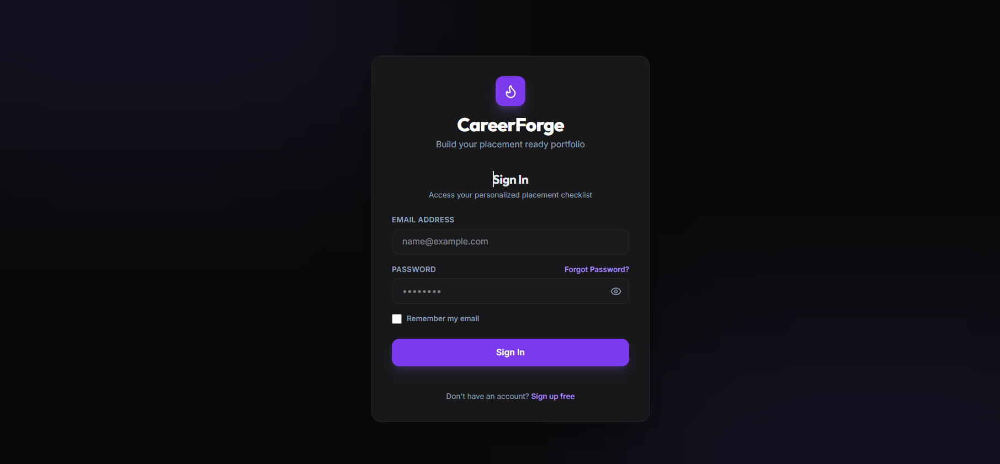 CareerForge
Build your placement ready portfolio
Sign In
Access your personalized placement checklist
EMAIL ADDRESS
name@example.com
PASSWORD Forgot Password?
••••••••
Remember my email
Sign In
Don't have an account? Sign up free